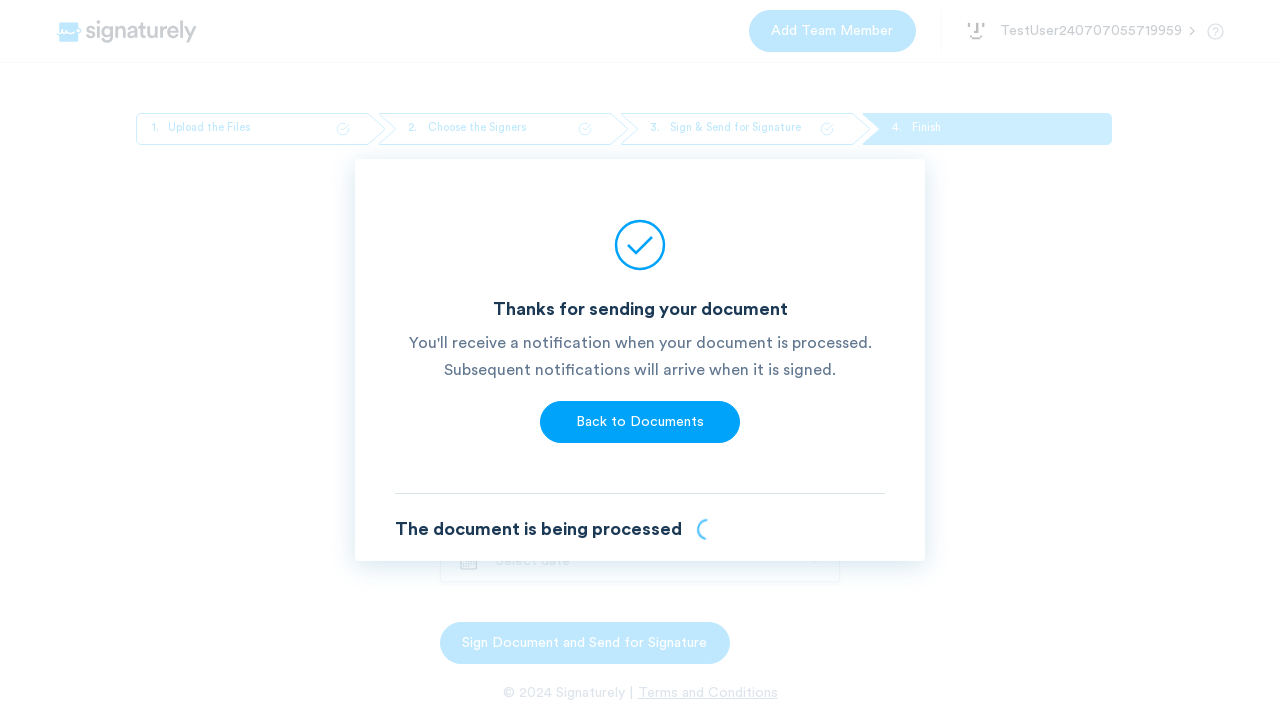 signaturely
Add Team Member
TestUser240707055719959
1. Upload the Files
2. Choose the Signers
3. Sign & Send for Signature
4. Finish
Thanks for sending your document
You'll receive a notification when your document is processed.
Subsequent notifications will arrive when it is signed.
Back to Documents
The document is being processed
Select date
Sign Document and Send for Signature
© 2024 Signaturely | Terms and Conditions